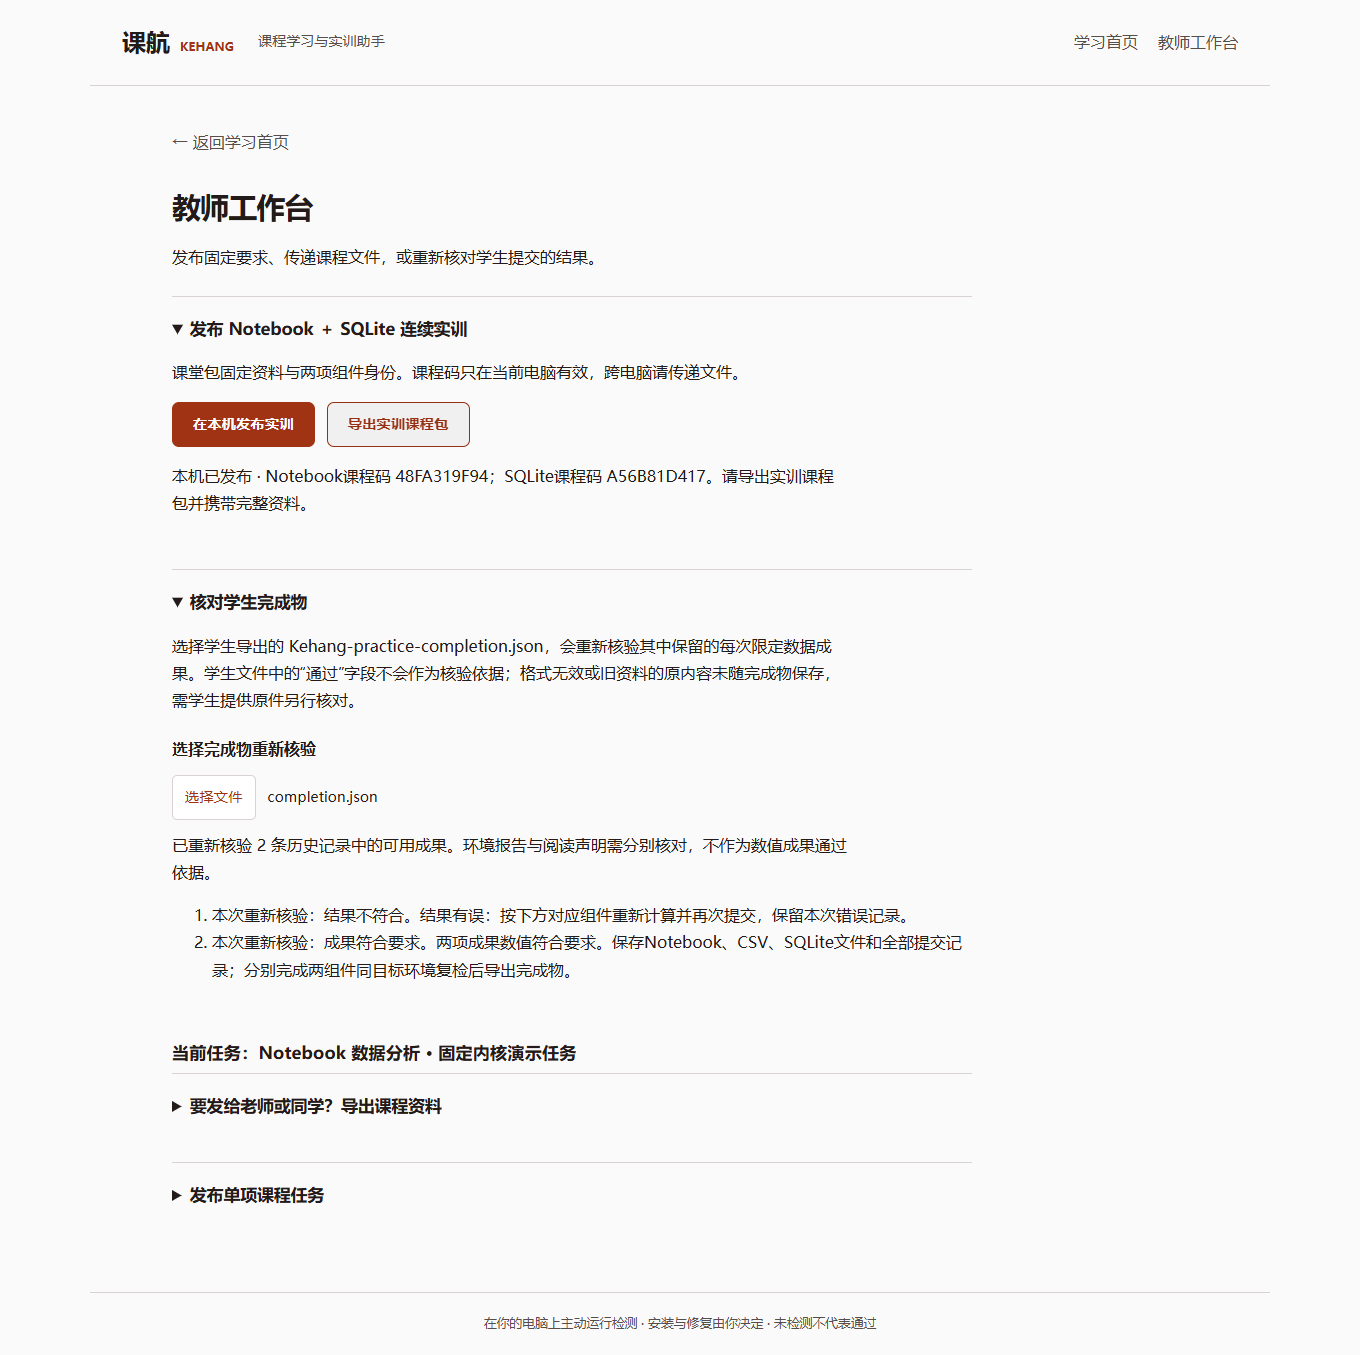 课航 KEHANG 课程学习与实训助手 学习首页 教师工作台
← 返回学习首页
教师工作台
发布固定要求、传递课程文件，或重新核对学生提交的结果。
▼ 发布 Notebook + SQLite 连续实训
课堂包固定资料与两项组件身份。课程码只在当前电脑有效，跨电脑请传递文件。
在本机发布实训 导出实训课程包
本机已发布 · Notebook课程码 48FA319F94；SQLite课程码 A56B81D417。请导出实训课程
包并携带完整资料。
▼ 核对学生完成物
选择学生导出的 Kehang-practice-completion.json，会重新核验其中保留的每次限定数据成
果。学生文件中的“通过”字段不会作为核验依据；格式无效或旧资料的原内容未随完成物保存，
需学生提供原件另行核对。
选择完成物重新核验
选择文件 completion.json
已重新核验 2 条历史记录中的可用成果。环境报告与阅读声明需分别核对，不作为数值成果通过
依据。
1. 本次重新核验：结果不符合。结果有误：按下方对应组件重新计算并再次提交，保留本次错误记录。
2. 本次重新核验：成果符合要求。两项成果数值符合要求。保存Notebook、CSV、SQLite文件和全部提交记
录；分别完成两组件同目标环境复检后导出完成物。
当前任务：Notebook 数据分析 • 固定内核演示任务
▶ 要发给老师或同学？导出课程资料
▶ 发布单项课程任务
在你的电脑上主动运行检测 · 安装与修复由你决定 · 未检测不代表通过